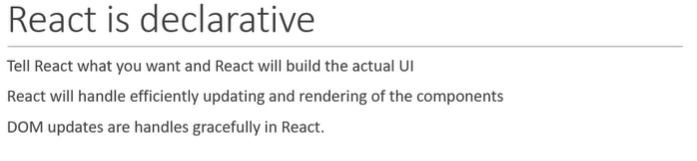 React is declarative
Tell React what you want and React will build the actual UI
React will handle efficiently updating and rendering of the components
DOM updates are handles gracefully in React.